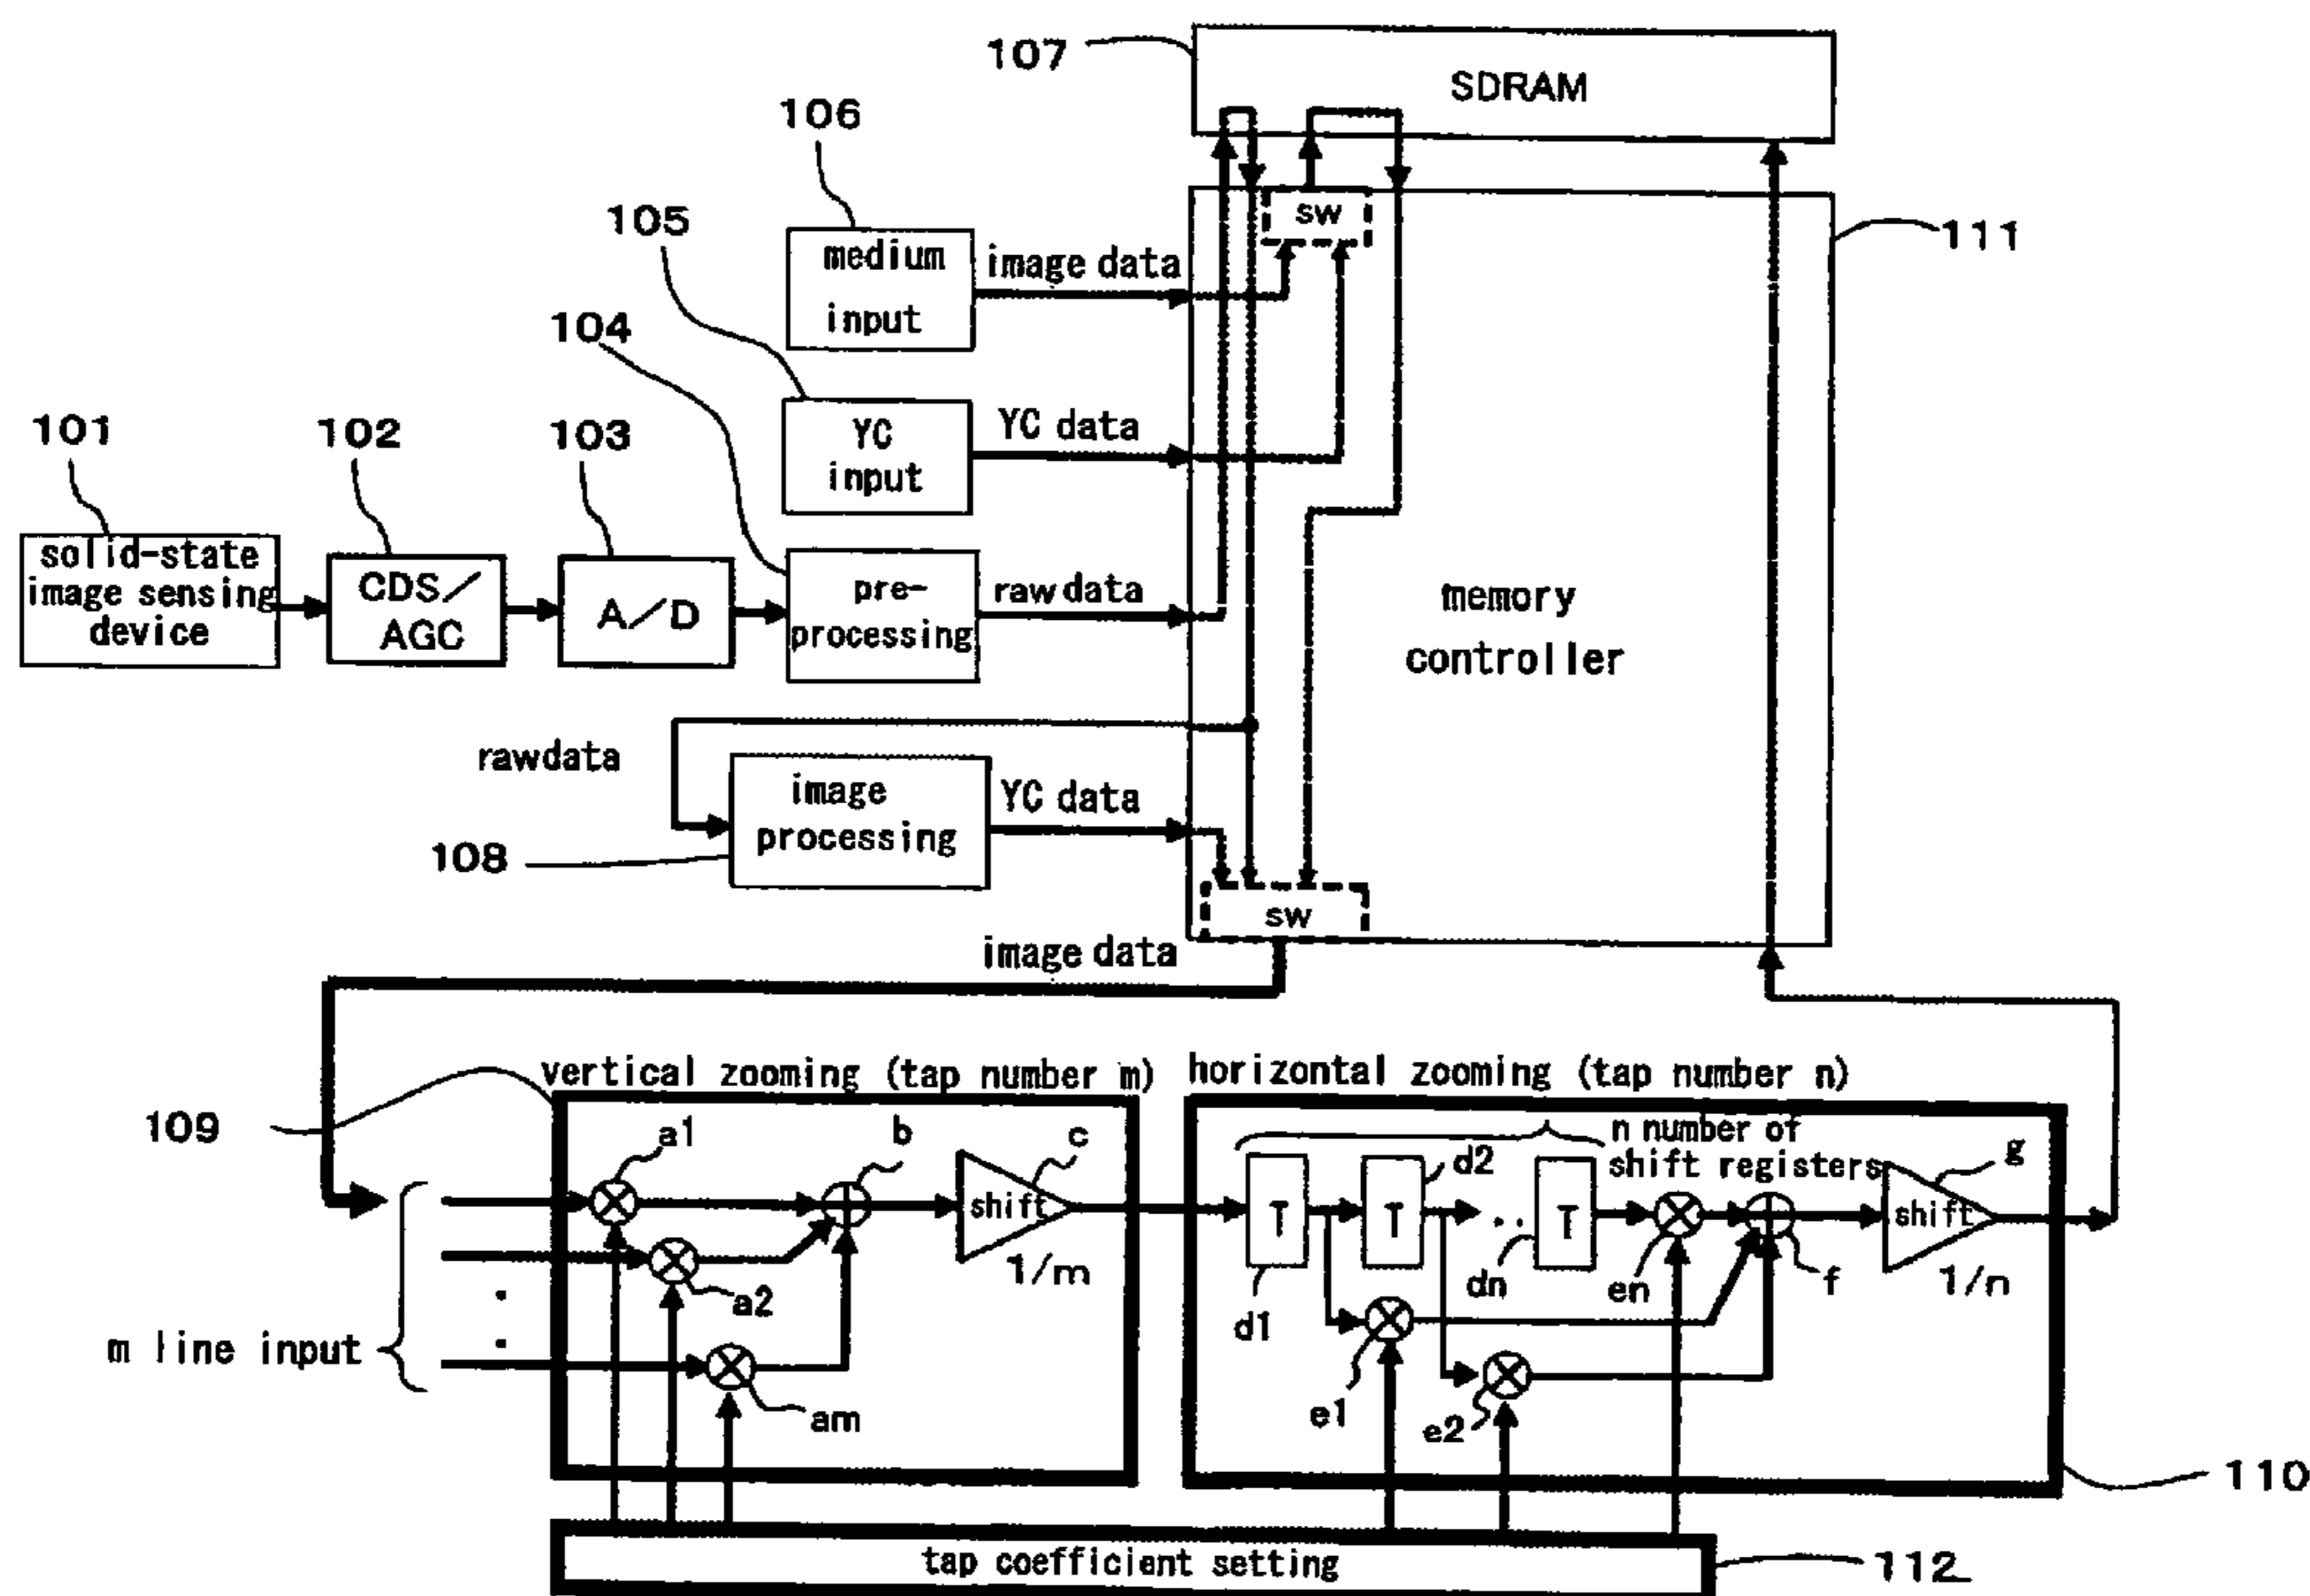 107
SDRAM
106
medium
input
image data
sw
111
105
YC
input
YC data
104
101
102
103
solid-state
image sensing
device
CDS/
AGC
A/D
pre-
processing
raw data
memory
controller
rawdata
image
processing
YC data
108
sw
image data
vertical zooming (tap number m)
horizontal zooming (tap number n)
109
a1
b
c
n number of
shift registers
d2
g
shift
T
T
..
T
shift
1/m
a2
d1
dn
en
f
1/n
m line input
am
e1
e2
110
tap coefficient setting
112